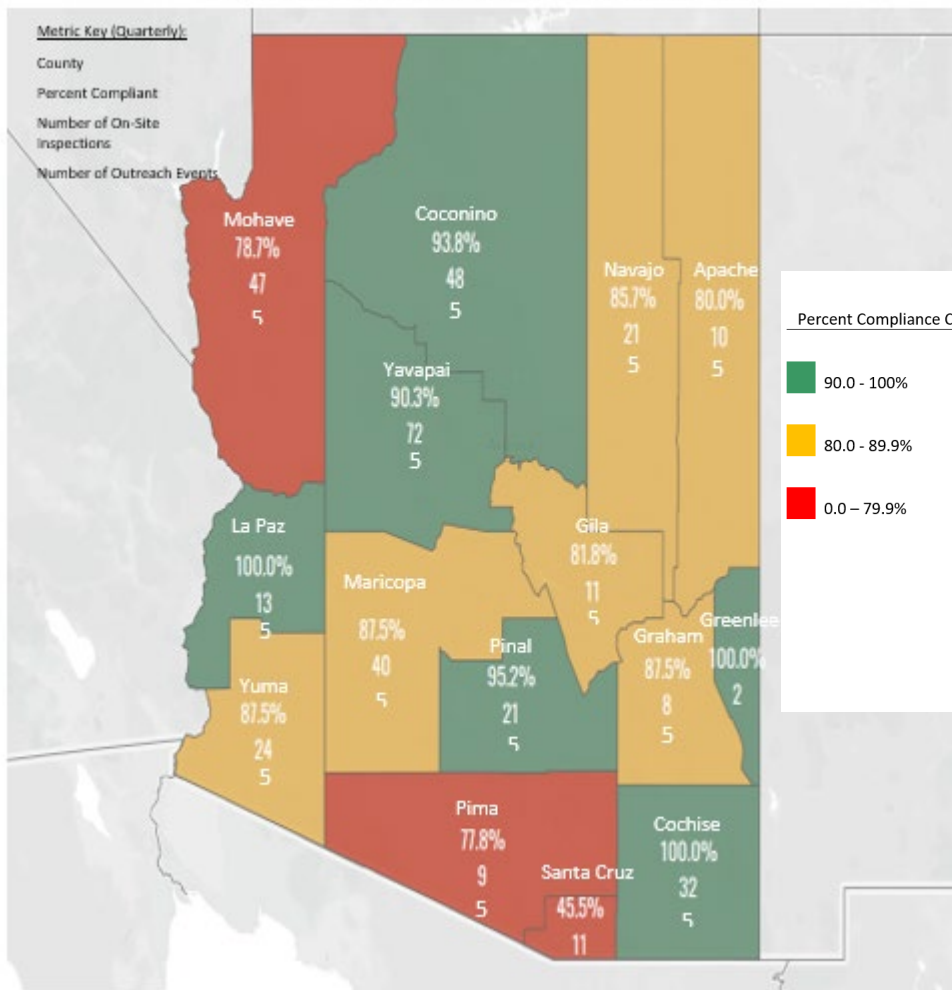 Metric Key (Quarterly):
County
Percent Compliant
Number of On-Site
Inspections
Number of Outreach Events
Mohave
78.7%
47
5
Coconino
93.8%
48
5
Navajo
85.7%
21
5
Apache
80.0%
10
5
Yavapai
90.3%
72
5
La Paz
100.0%
13
5
Maricopa
87.5%
40
5
Gila
81.8%
11
5
Pinal
95.2%
21
5
Graham
87.5%
8
5
Greenlee
100.0%
2
Yuma
87.5%
24
5
Pima
77.8%
9
5
Santa Cruz
45.5%
11
Cochise
100.0%
32
5
Percent Compliance C
90.0 - 100%
80.0 - 89.9%
0.0 – 79.9%